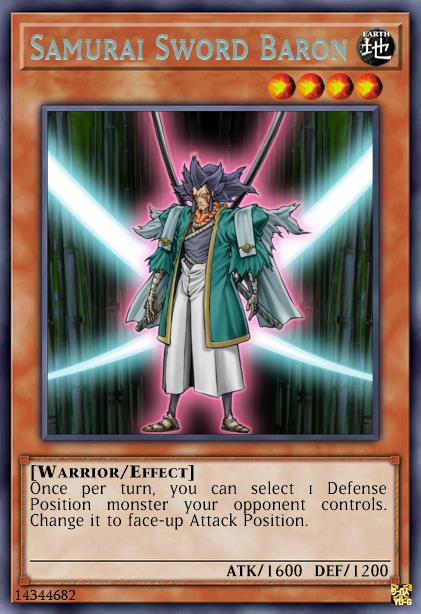 SAMURAI SWORD BARON
EARTH
地
[WARRIOR/EFFECT]
Once per turn, you can select 1 Defense
Position monster your opponent controls.
Change it to face-up Attack Position.
ATK/1600 DEF/1200
14344682